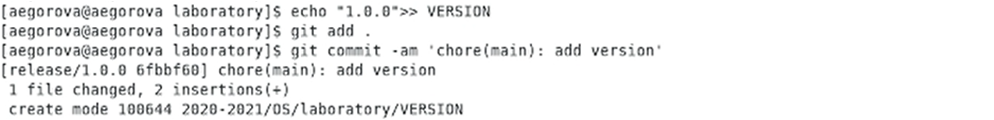 [aegorova@aegorova laboratory]$ echo "1.0.0">> VERSION
[aegorova@aegorova laboratory]$ git add .
[aegorova@aegorova laboratory]$ git commit -am 'chore(main): add version'
[release/1.0.0 6fbbf60] chore(main): add version
 1 file changed, 2 insertions(+)
 create mode 100644 2020-2021/OS/laboratory/VERSION